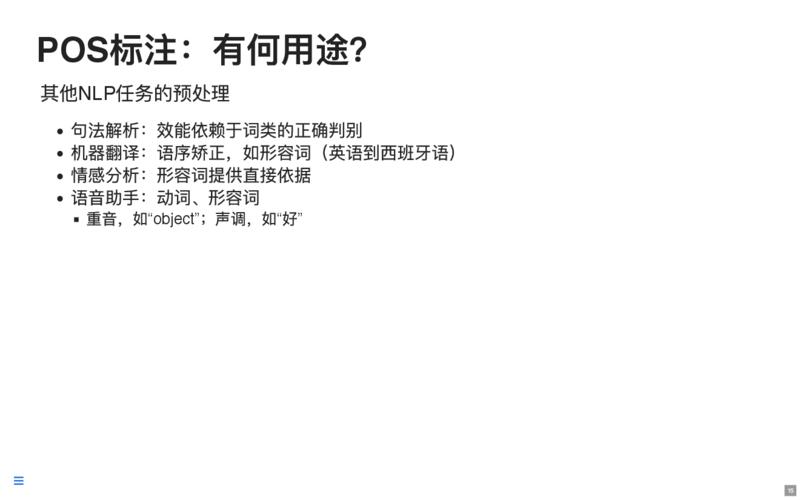 POS标注：有何用途？
其他NLP任务的预处理
句法解析：效能依赖于词类的正确判别
机器翻译：语序矫正，如形容词（英语到西班牙语）
情感分析：形容词提供直接依据
语音助手：动词、形容词
重音，如“object”；声调，如“好”
15